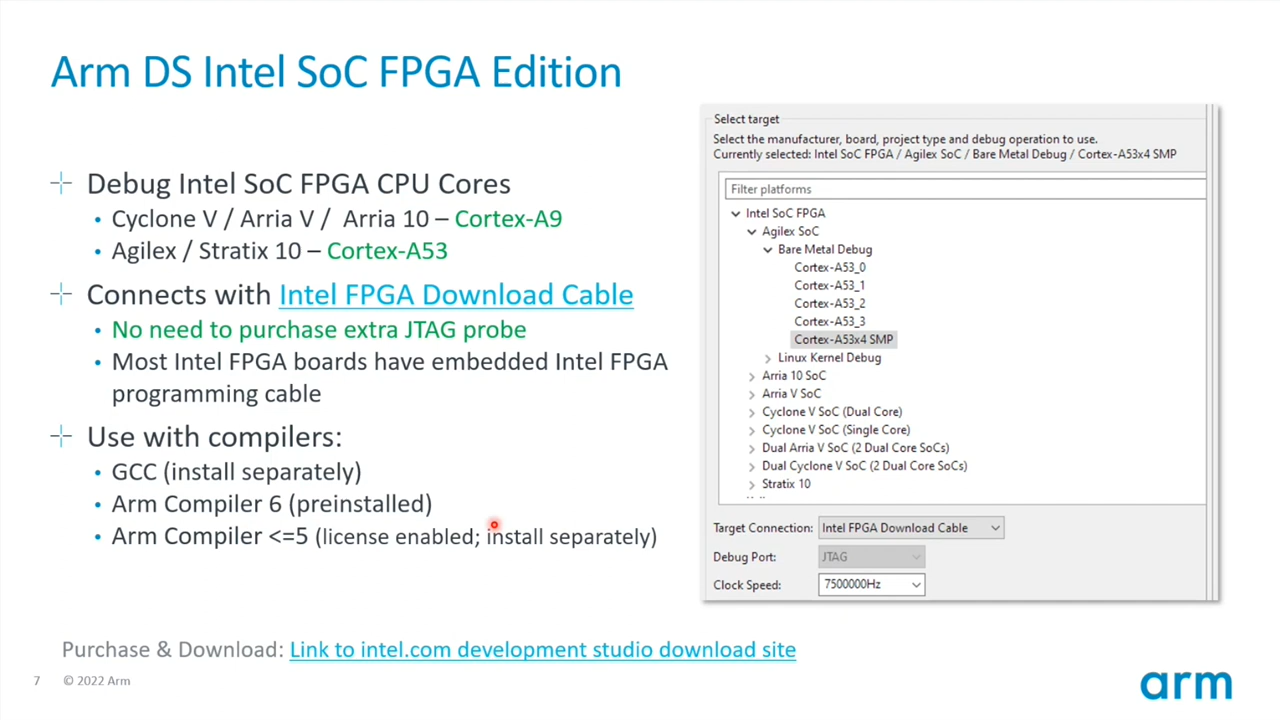 Arm DS Intel SoC FPGA Edition
Debug Intel SoC FPGA CPU Cores
• Cyclone V / Arria V / Arria 10 – Cortex-A9
• Agilex / Stratix 10 – Cortex-A53
Connects with Intel FPGA Download Cable
• No need to purchase extra JTAG probe
• Most Intel FPGA boards have embedded Intel FPGA
programming cable
Use with compilers:
• GCC (install separately)
• Arm Compiler 6 (preinstalled)
• Arm Compiler <=5 (license enabled; install separately)
Select target
Select the manufacturer, board, project type and debug operation to use.
Currently selected: Intel SoC FPGA / Agilex SoC / Bare Metal Debug / Cortex-A53x4 SMP
Filter platforms
Intel SoC FPGA
Agilex SoC
Bare Metal Debug
Cortex-A53_0
Cortex-A53_1
Cortex-A53_2
Cortex-A53_3
Cortex-A53x4 SMP
Linux Kernel Debug
Arria 10 SoC
Arria V SoC
Cyclone V SoC (Dual Core)
Cyclone V SoC (Single Core)
Dual Arria V SoC (2 Dual Core SoCs)
Dual Cyclone V SoC (2 Dual Core SoCs)
Stratix 10
Target Connection: Intel FPGA Download Cable
Debug Port: JTAG
Clock Speed: 7500000Hz
Purchase & Download: Link to intel.com development studio download site
7 © 2022 Arm
arm